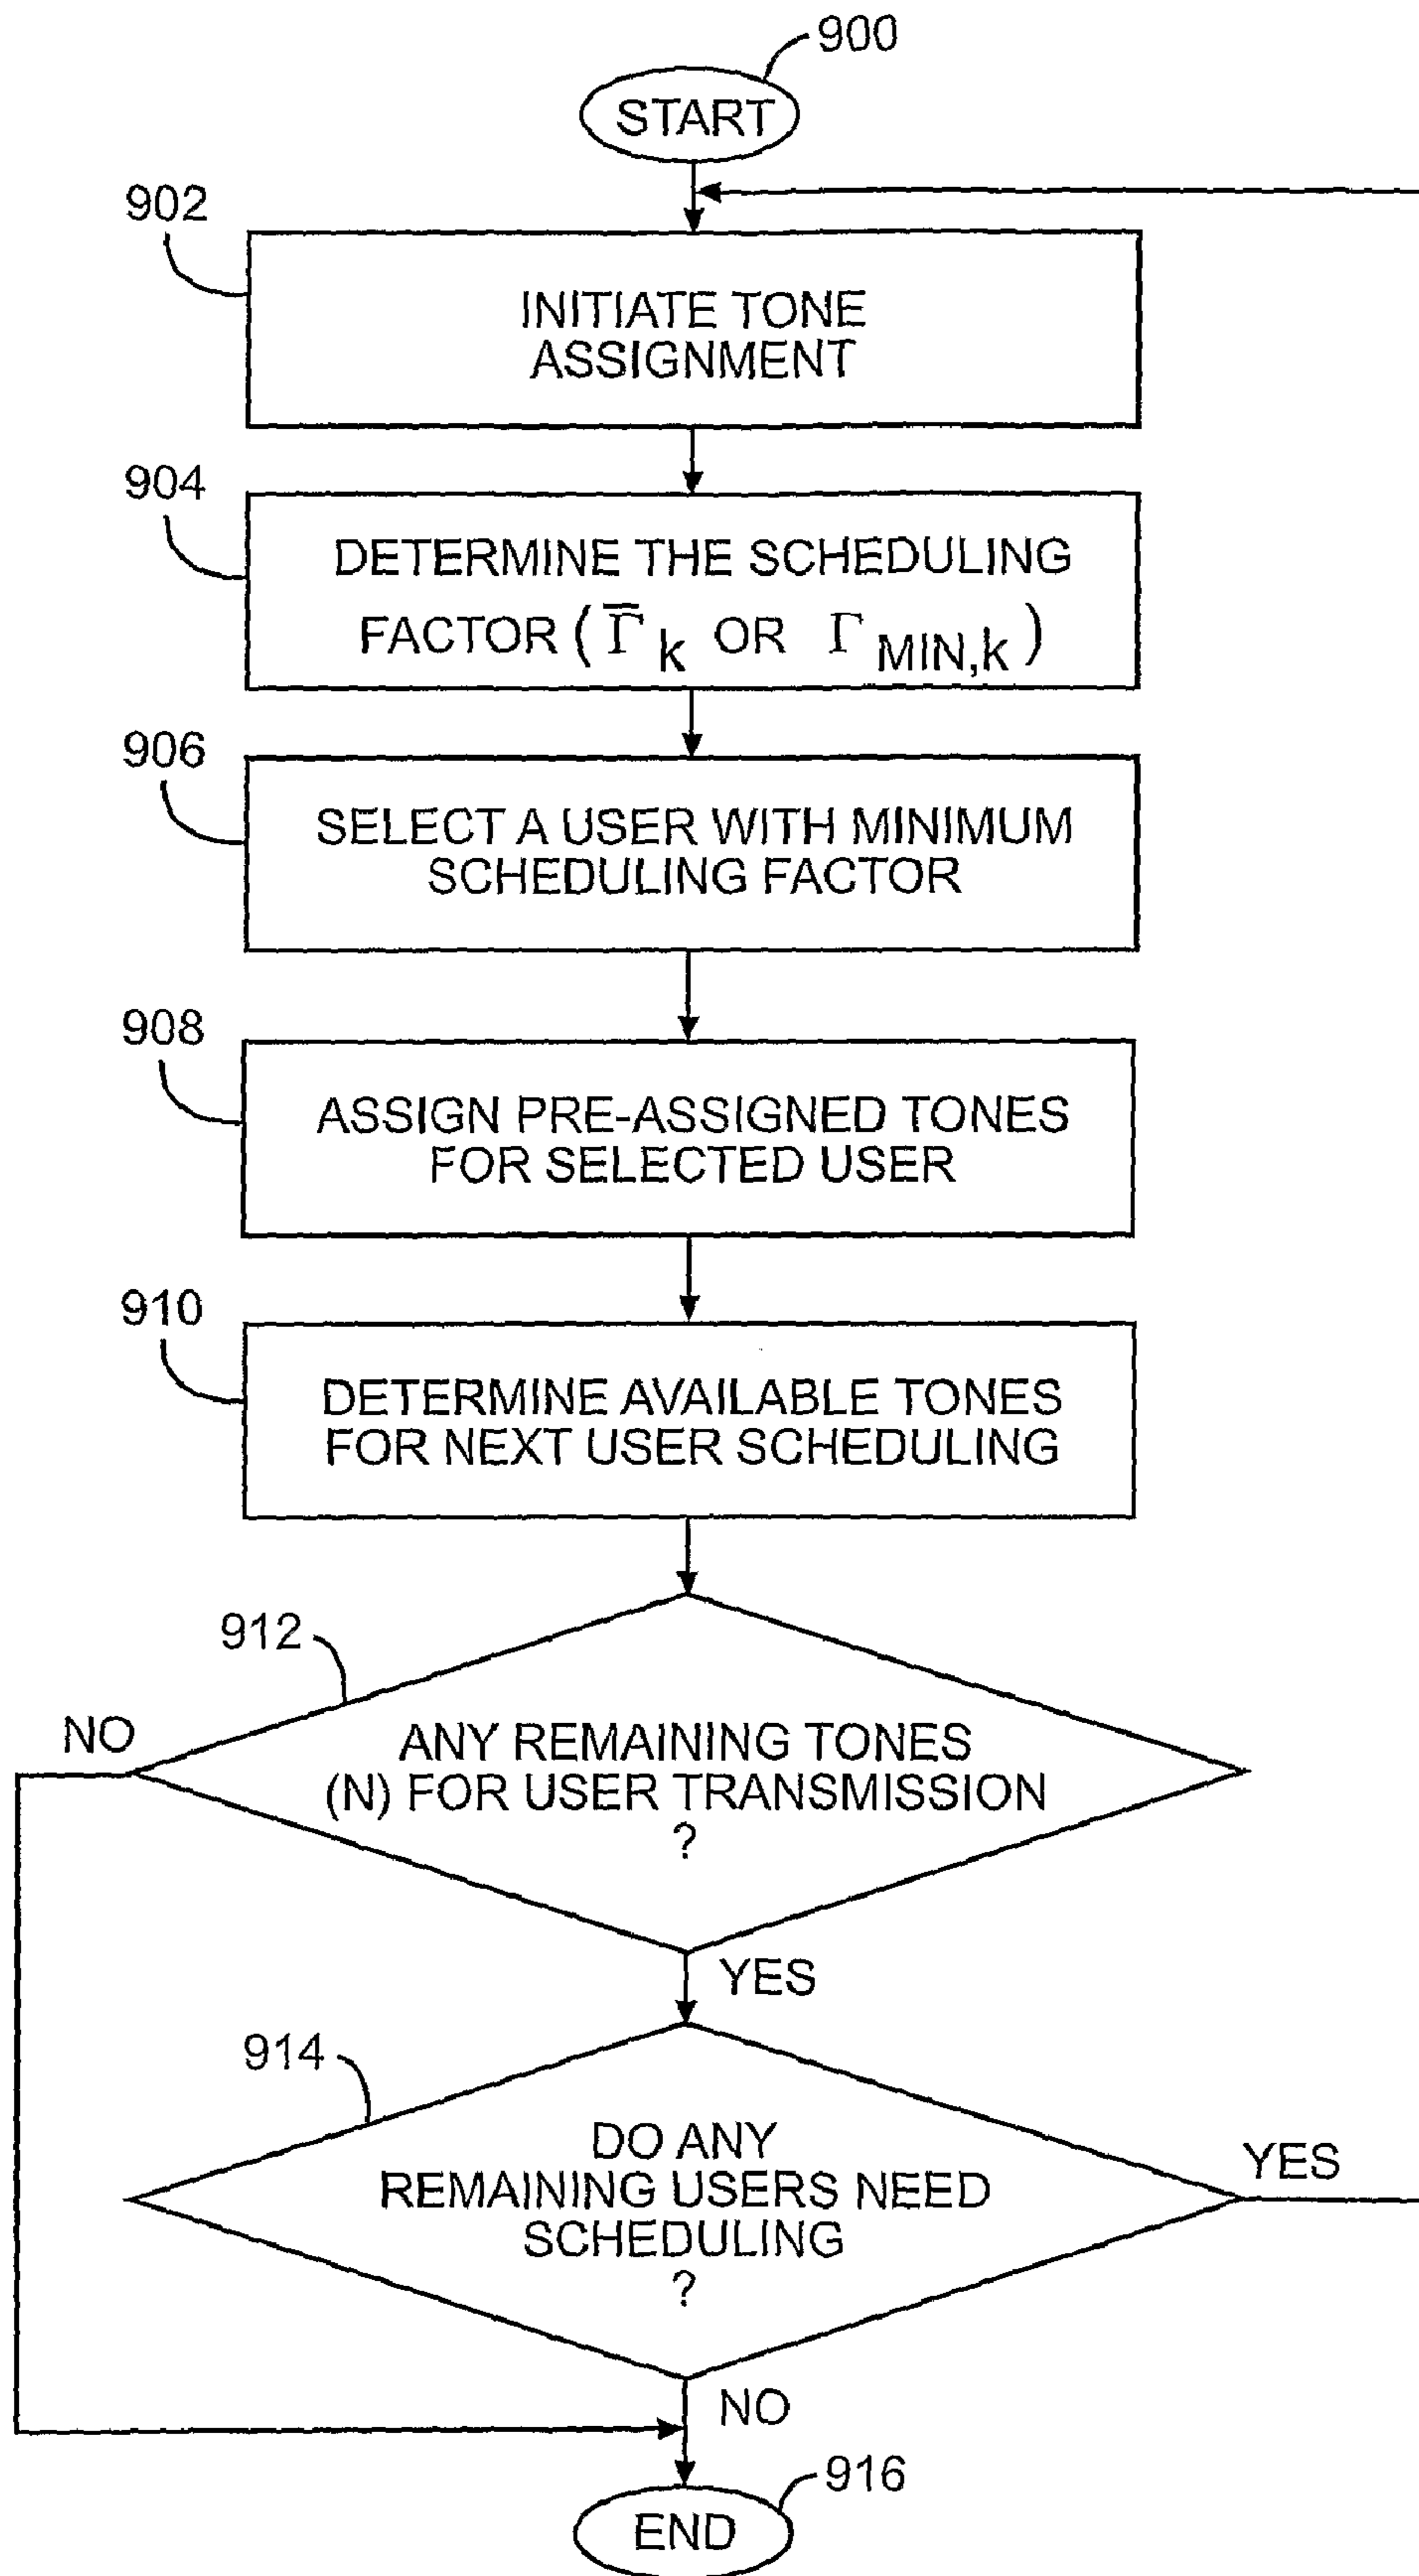 900
START
902
INITIATE TONE
ASSIGNMENT
904
DETERMINE THE SCHEDULING
FACTOR ( Γ̅ k OR Γ MIN,k )
906
SELECT A USER WITH MINIMUM
SCHEDULING FACTOR
908
ASSIGN PRE-ASSIGNED TONES
FOR SELECTED USER
910
DETERMINE AVAILABLE TONES
FOR NEXT USER SCHEDULING
912
NO
ANY REMAINING TONES
(N) FOR USER TRANSMISSION
?
YES
914
DO ANY
REMAINING USERS NEED
SCHEDULING
?
YES
NO
916
END